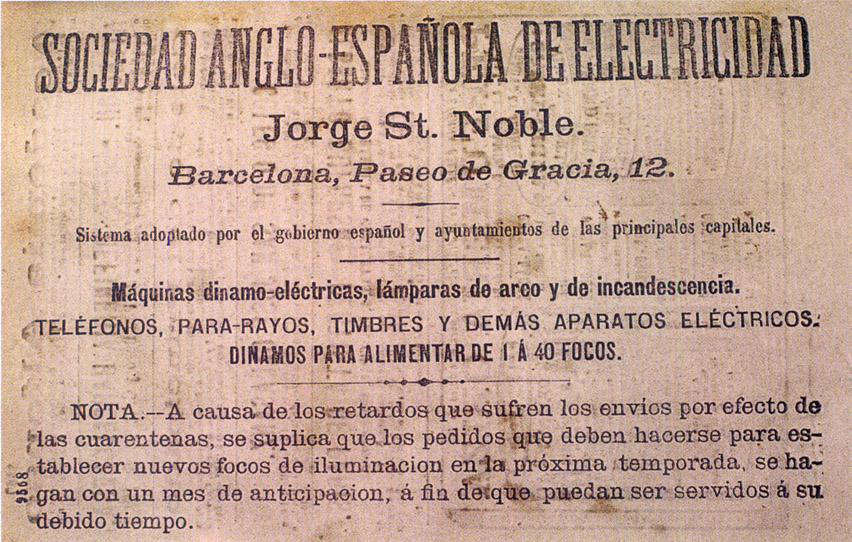 SOCIEDAD ANGLO-ESPAÑOLA DE ELECTRICIDAD
Jorge St. Noble.
Barcelona, Paseo de Gracia, 12.
Sistema adoptado por el gobierno español y ayuntamientos de las principales capitales.
Máquinas dinamo-eléctricas, lámparas de arco y de incandescencia.
TELÉFONOS, PARA-RAYOS, TIMBRES Y DEMÁS APARATOS ELÉCTRICOS.
DINAMOS PARA ALIMENTAR DE 1 Á 40 FOCOS.
NOTA.--A causa de los retardos que sufren los envíos por efecto de
las cuarentenas, se suplica que los pedidos que deben hacerse para es-
tablecer nuevos focos de iluminacion en la próxima temporada, se ha-
gan con un mes de anticipacion, á fin de que puedan ser servidos á su
debido tiempo.